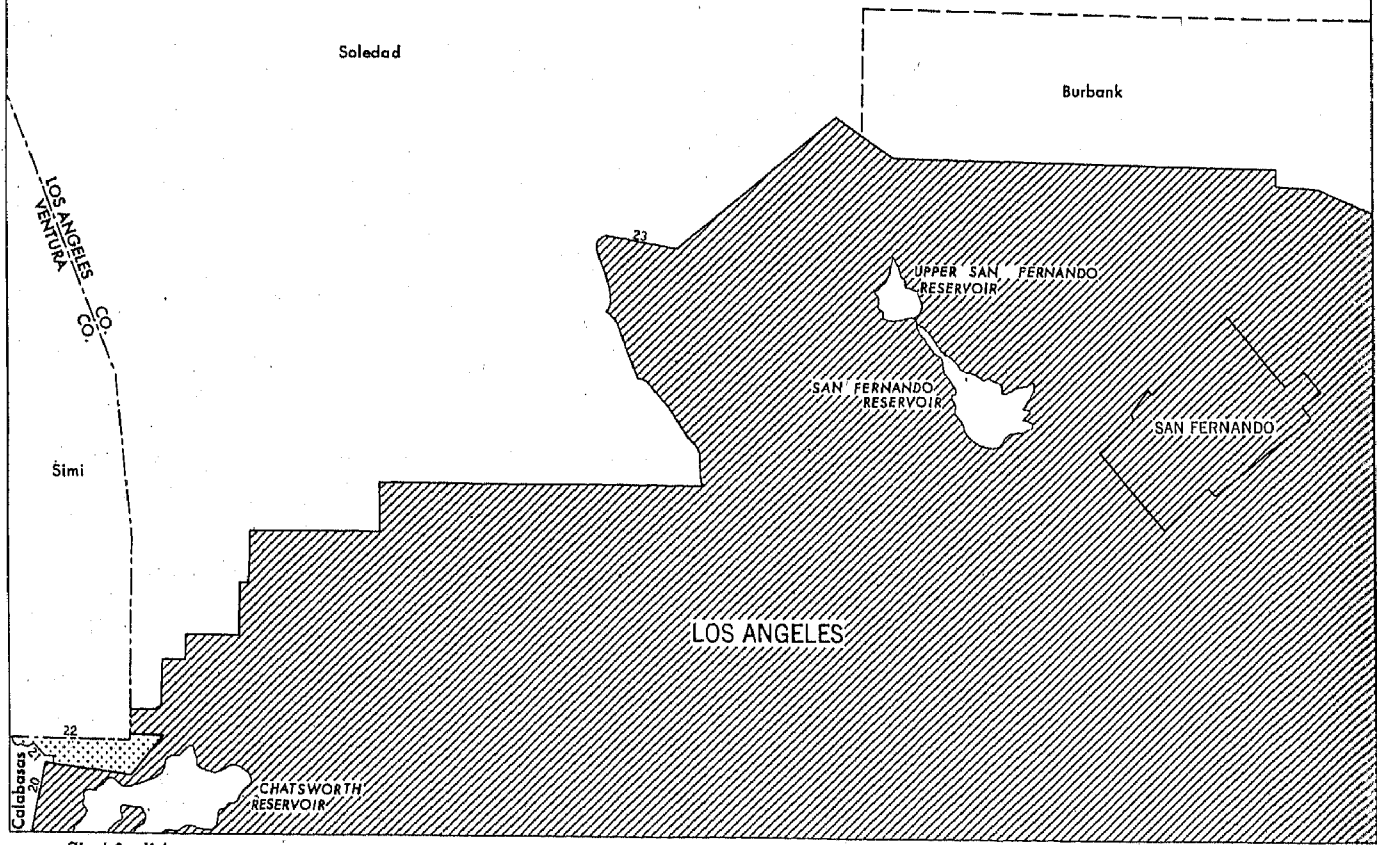 Soledad
Burbank
LOS ANGELES CO.
VENTURA CO.
23
UPPER SAN FERNANDO
RESERVOIR
SAN FERNANDO
RESERVOIR
SAN FERNANDO
Simi
LOS ANGELES
22
21
20
Calabasas
CHATSWORTH
RESERVOIR